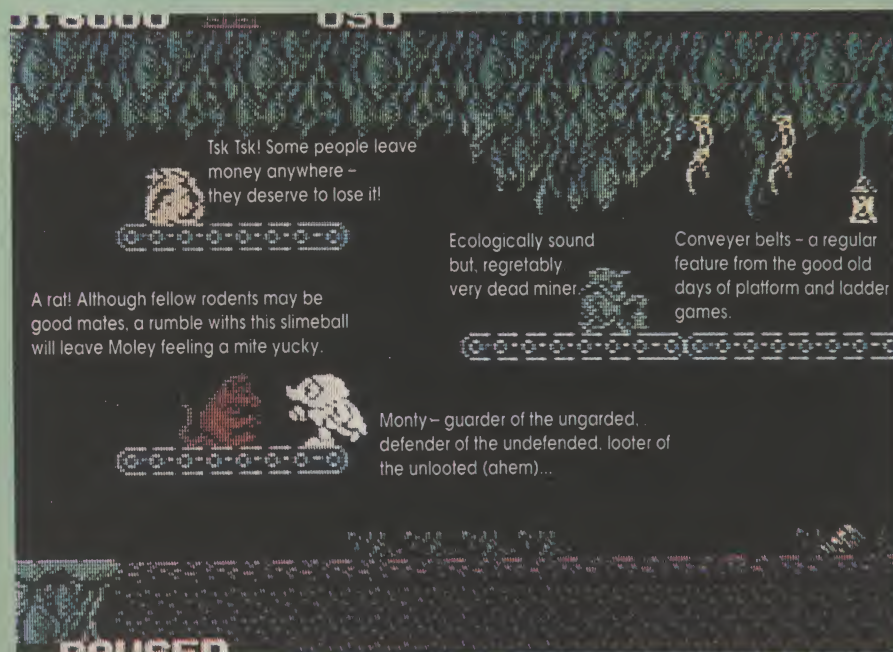 Tsk Tsk! Some people leave
money anywhere –
they deserve to lose it!
Ecologically sound
but, regretably
very dead miner.
Conveyer belts – a regular
feature from the good old
days of platform and ladder
games.
A rat! Although fellow rodents may be
good mates, a rumble withs this slimeball
will leave Moley feeling a mite yucky.
Monty – guarder of the ungarded,
defender of the undefended, looter of
the unlooted (ahem)...
PAUSED